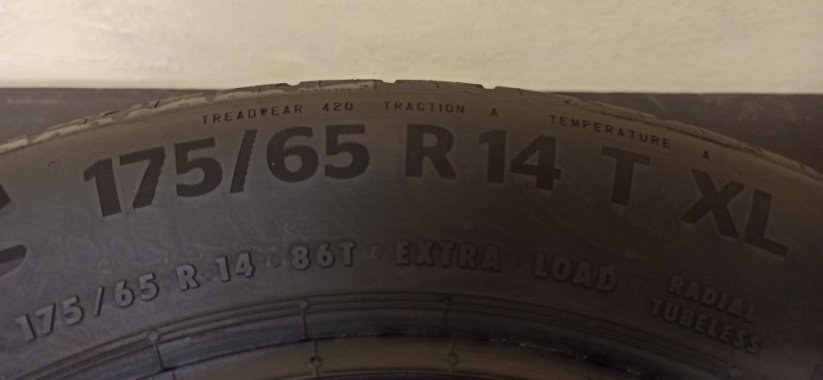 TREADWEAR 420 TRACTION A TEMPERATURE A
175/65 R 14 T XL
175/65 R 14 86T EXTRA LOAD RADIAL
TUBELESS